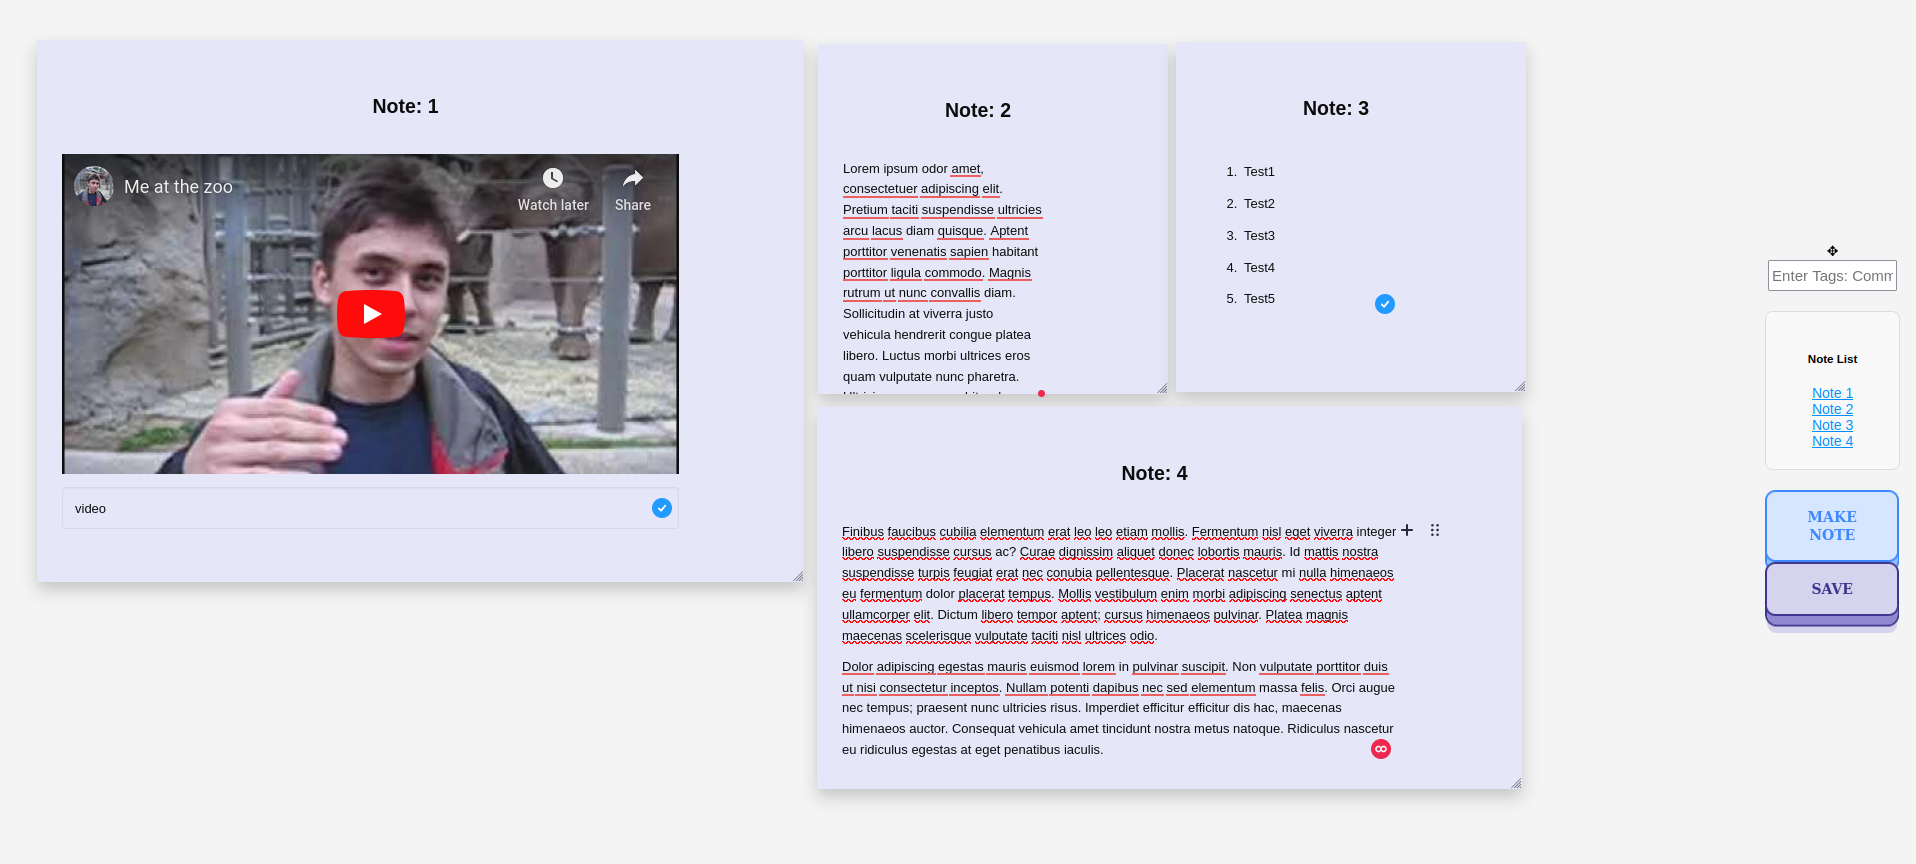 Note: 1
Me at the zoo
Watch later
Share
video
Note: 2
Lorem ipsum odor amet,
consectetuer adipiscing elit.
Pretium taciti suspendisse ultricies
arcu lacus diam quisque. Aptent
porttitor venenatis sapien habitant
porttitor ligula commodo. Magnis
rutrum ut nunc convallis diam.
Sollicitudin at viverra justo
vehicula hendrerit congue platea
libero. Luctus morbi ultrices eros
quam vulputate nunc pharetra.
Note: 3
1. Test1
2. Test2
3. Test3
4. Test4
5. Test5
Note: 4
Finibus faucibus cubilia elementum erat leo leo etiam mollis. Fermentum nisl eget viverra integer
libero suspendisse cursus ac? Curae dignissim aliquet donec lobortis mauris. Id mattis nostra
suspendisse turpis feugiat erat nec conubia pellentesque. Placerat nascetur mi nulla himenaeos
eu fermentum dolor placerat tempus. Mollis vestibulum enim morbi adipiscing senectus aptent
ullamcorper elit. Dictum libero tempor aptent; cursus himenaeos pulvinar. Platea magnis
maecenas scelerisque vulputate taciti nisl ultrices odio.
Dolor adipiscing egestas mauris euismod lorem in pulvinar suscipit. Non vulputate porttitor duis
ut nisi consectetur inceptos. Nullam potenti dapibus nec sed elementum massa felis. Orci augue
nec tempus; praesent nunc ultricies risus. Imperdiet efficitur efficitur dis hac, maecenas
himenaeos auctor. Consequat vehicula amet tincidunt nostra metus natoque. Ridiculus nascetur
eu ridiculus egestas at eget penatibus iaculis.
Enter Tags: Comm
Note List
Note 1
Note 2
Note 3
Note 4
MAKE
NOTE
SAVE